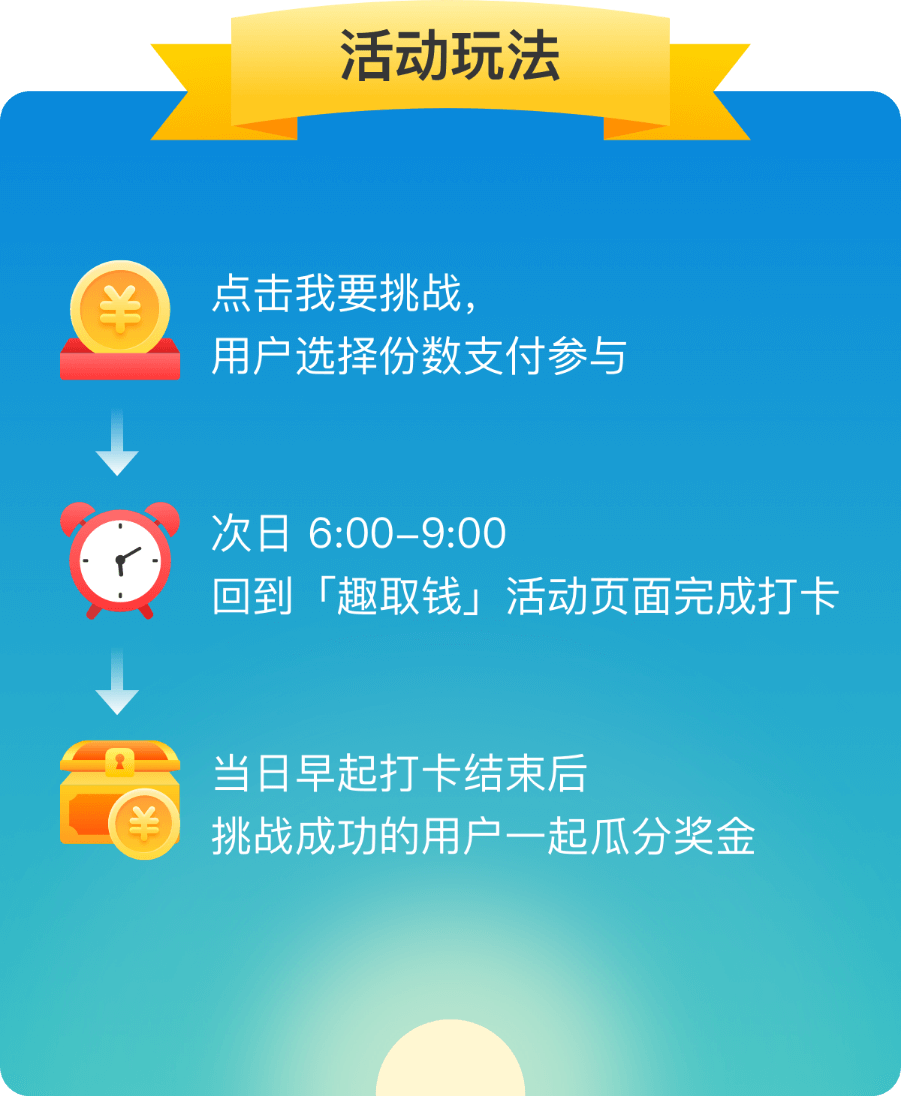 活动玩法
点击我要挑战，
用户选择份数支付参与
次日 6:00–9:00
回到「趣取钱」活动页面完成打卡
当日早起打卡结束后
挑战成功的用户一起瓜分奖金